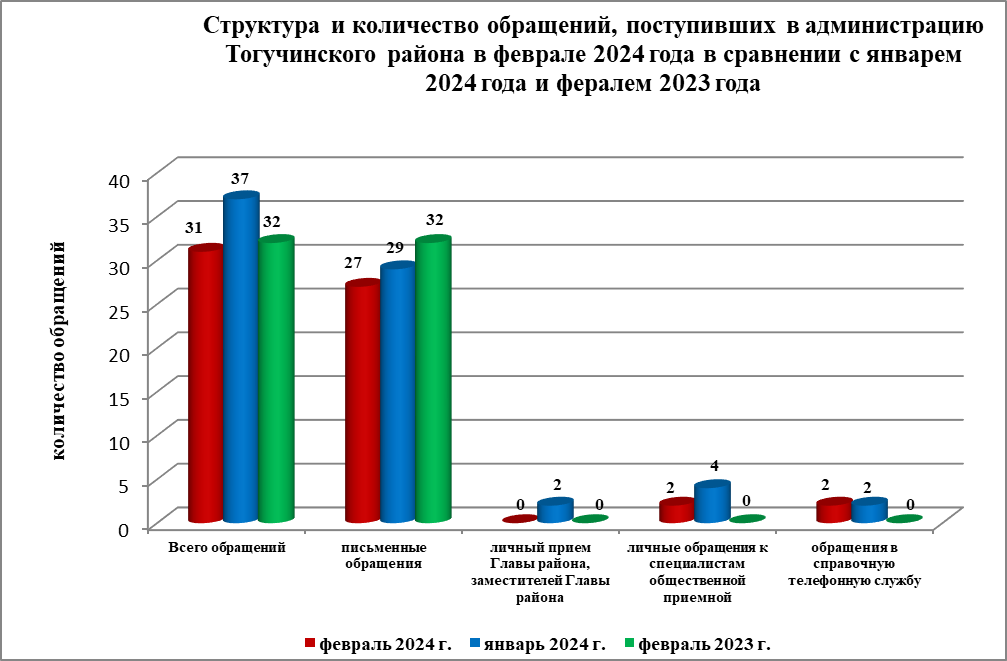 Структура и количество обращений, поступивших в администрацию
Тогучинского района в феврале 2024 года в сравнении с январем
2024 года и фералем 2023 года
количество обращений
40
35
30
25
20
15
10
5
0
31
37
32
27
29
32
0
2
0
2
4
0
2
2
0
Всего обращений
письменные
обращения
личный прием
Главы района,
заместителей Главы
района
личные обращения к
специалистам
общественной
приемной
обращения в
справочную
телефонную службу
февраль 2024 г.
январь 2024 г.
февраль 2023 г.